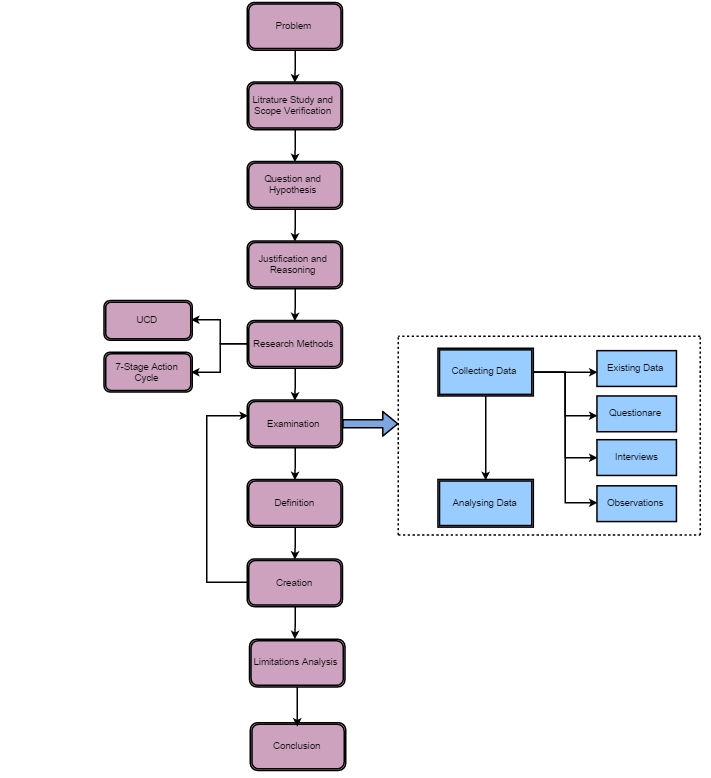 Problem
Litrature Study and
Scope Verification
Question and
Hypothesis
Justification and
Reasoning
UCD
7-Stage Action
Cycle
Research Methods
Examination
Definition
Creation
Limitations Analysis
Conclusion
Collecting Data
Analysing Data
Existing Data
Questionare
Interviews
Observations